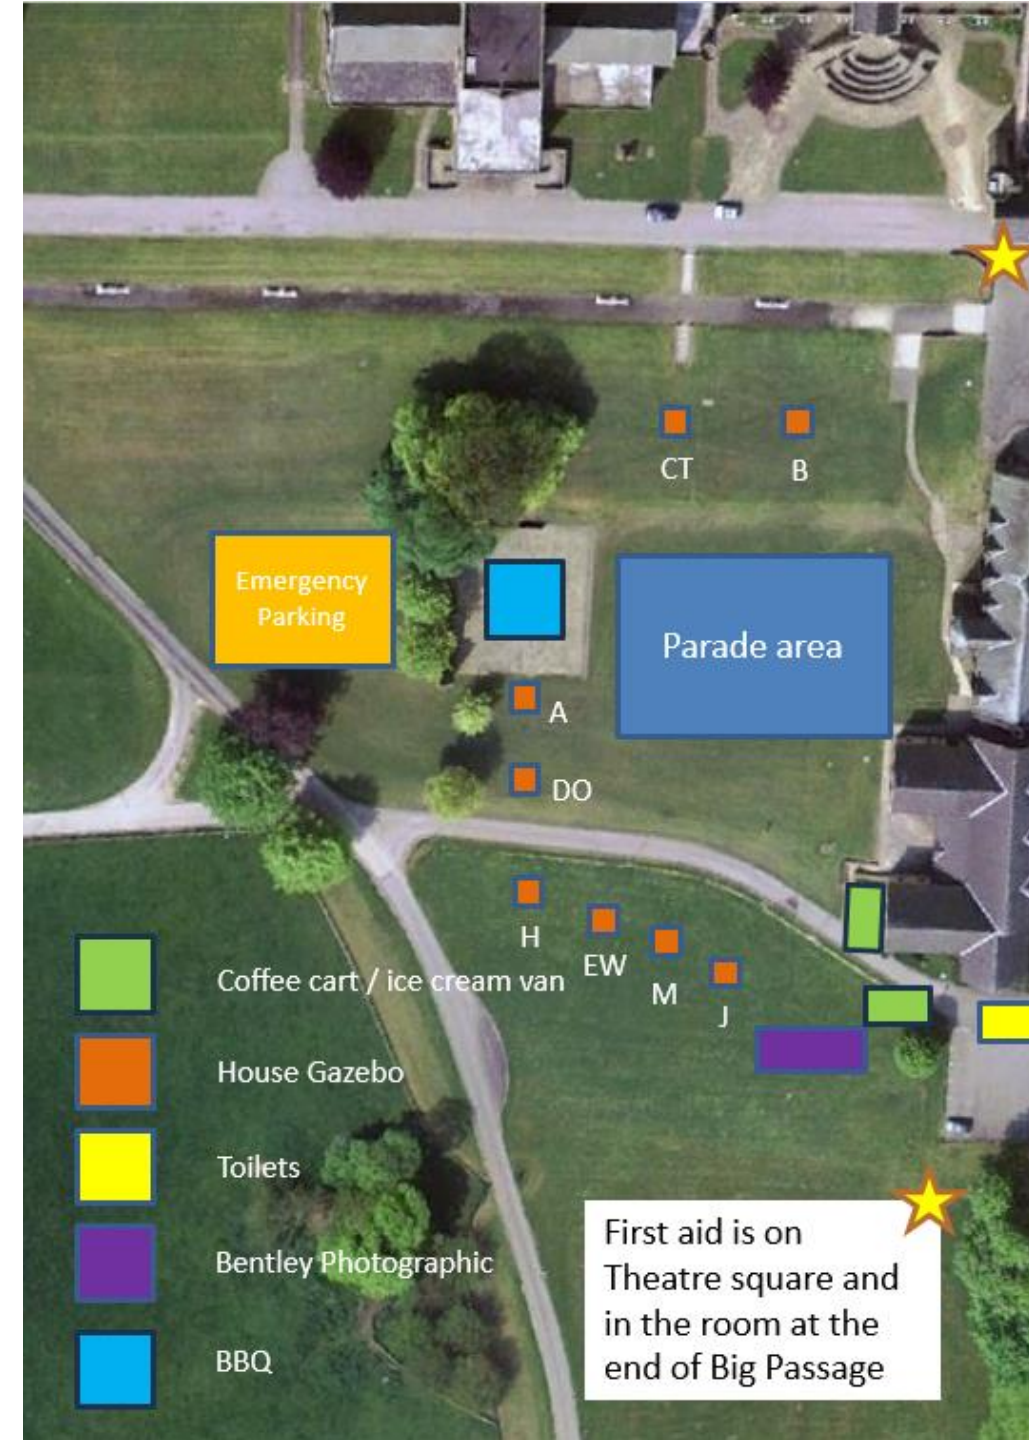 CT
B
Emergency
Parking
Parade area
A
DO
H
EW
M
J
Coffee cart / ice cream van
House Gazebo
Toilets
Bentley Photographic
BBQ
First aid is on
Theatre square and
in the room at the
end of Big Passage